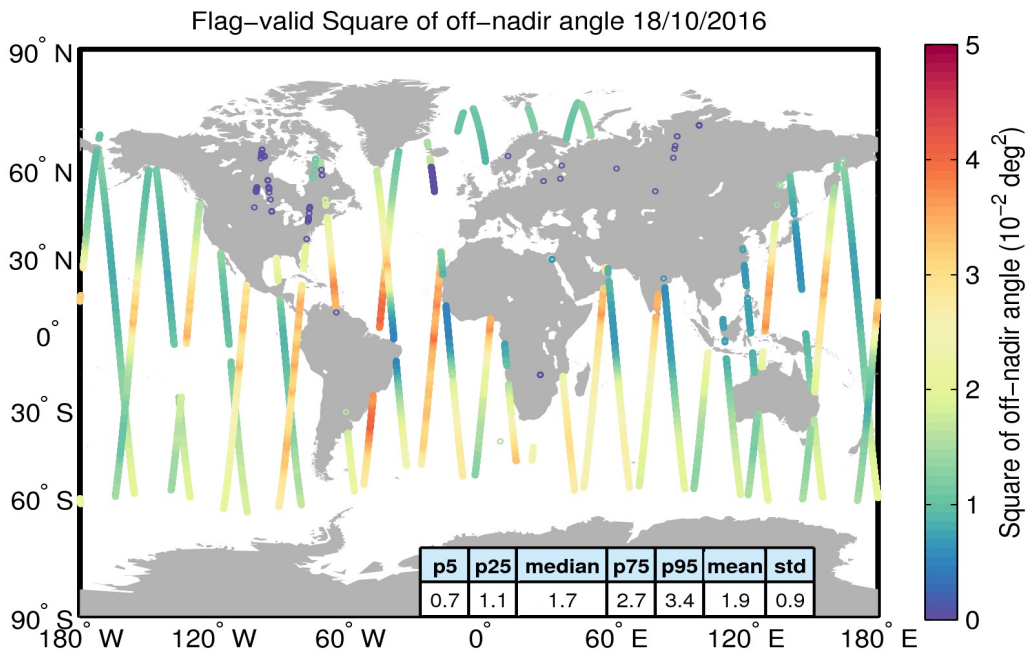 Flag−valid Square of off−nadir angle 18/10/2016
90° N
60° N
30° N
0°
30° S
60° S
90° S
180° W
120° W
60° W
0°
60° E
120° E
180° E
p5 p25 median p75 p95 mean std
0.7 1.1 1.7 2.7 3.4 1.9 0.9
5
4
3
2
1
0
Square of off−nadir angle (10⁻² deg²)